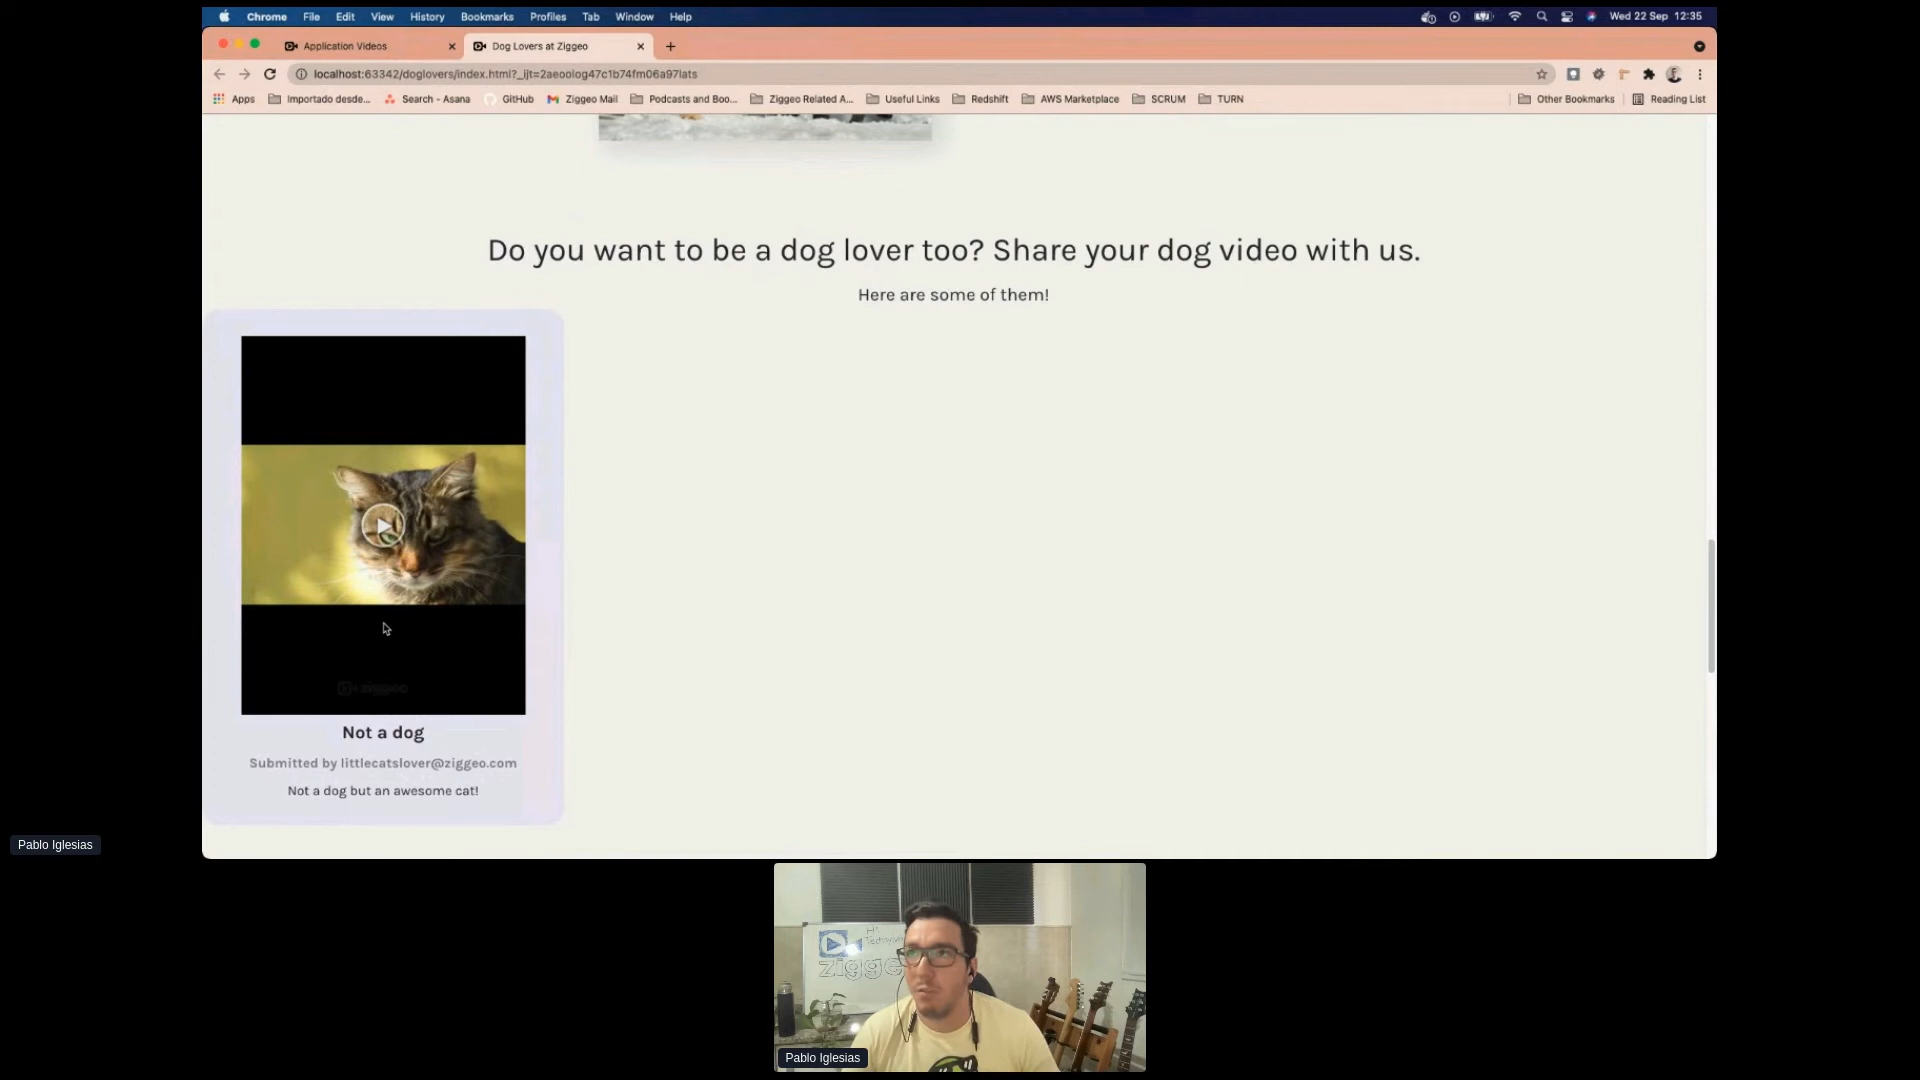 Chrome File Edit View History Bookmarks Profiles Tab Window Help Wed 22 Sep 12:35
Application Videos Dog Lovers at Ziggeo
localhost:63342/doglovers/index.html?_ijt=2aeoolog47c1b74fm06a97lats
Apps Importado desde... Search - Asana GitHub Ziggeo Mail Podcasts and Boo... Ziggeo Related A... Useful Links Redshift AWS Marketplace SCRUM TURN Other Bookmarks Reading List
Do you want to be a dog lover too? Share your dog video with us.
Here are some of them!
ziggeo
Not a dog
Submitted by littlecatslover@ziggeo.com
Not a dog but an awesome cat!
Pablo Iglesias
Hi
zigge
Pablo Iglesias